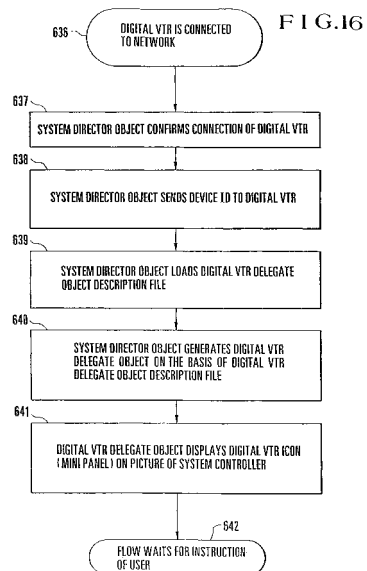 FIG.16
636
DIGITAL VTR IS CONNECTED
TO NETWORK
637
SYSTEM DIRECTOR OBJECT CONFIRMS CONNECTION OF DIGITAL VTR
638
SYSTEM DIRECTOR OBJECT SENDS DEVICE ID TO DIGITAL VTR
639
SYSTEM DIRECTOR OBJECT LOADS DIGITAL VTR DELEGATE
OBJECT DESCRIPTION FILE
640
SYSTEM DIRECTOR OBJECT GENERATES DIGITAL VTR
DELEGATE OBJECT ON THE BASIS OF DIGITAL VTR
DELEGATE OBJECT DESCRIPTION FILE
641
DIGITAL VTR DELEGATE OBJECT DISPLAYS DIGITAL VTR ICON
(MINI PANEL) ON PICTURE OF SYSTEM CONTROLLER
642
FLOW WAITS FOR INSTRUCTION
OF USER